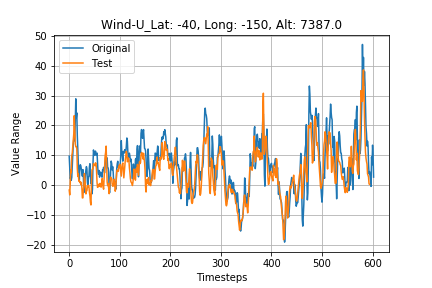 Wind-U_Lat: -40, Long: -150, Alt: 7387.0
Original
Test
Value Range
50
40
30
20
10
0
−10
−20
0 100 200 300 400 500 600
Timesteps